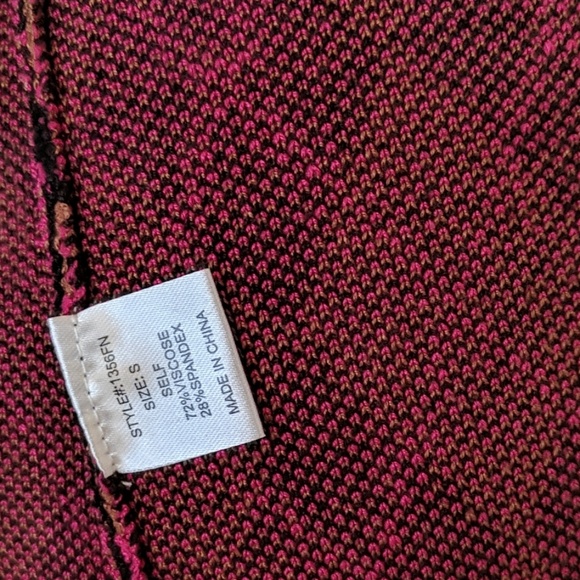 STYLE#:1356FN
SIZE: S
SELF
72%VISCOSE
28%SPANDEX
MADE IN CHINA